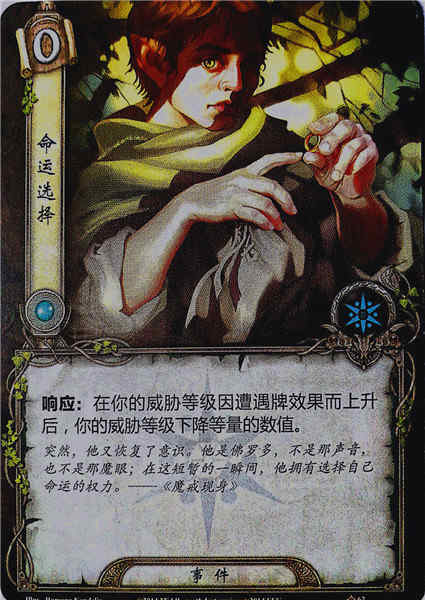 0
命运选择
响应：在你的威胁等级因遭遇牌效果而上升
后，你的威胁等级下降等量的数值。
突然，他又恢复了意识。他是佛罗多，不是那声音，
也不是那魔眼；在这短暂的一瞬间，他拥有选择自己
命运的权力。——《魔戒现身》
事件